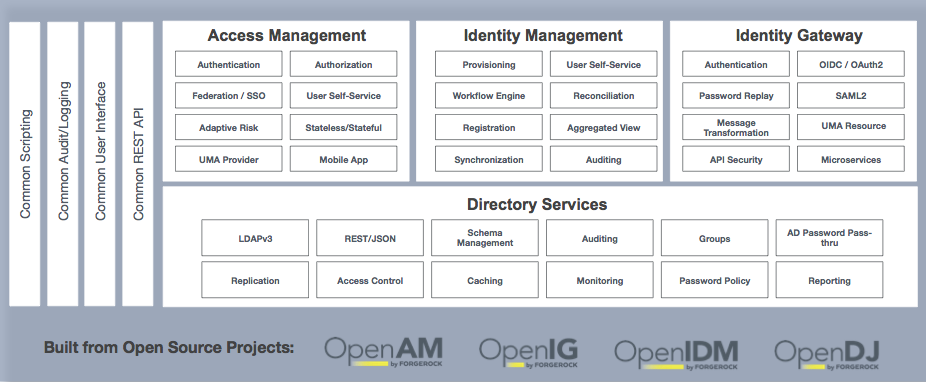 Common Scripting
Common Audit/Logging
Common User Interface
Common REST API
Access Management
Authentication
Authorization
Federation / SSO
User Self-Service
Adaptive Risk
Stateless/Stateful
UMA Provider
Mobile App
Identity Management
Provisioning
User Self-Service
Workflow Engine
Reconciliation
Registration
Aggregated View
Synchronization
Auditing
Identity Gateway
Authentication
OIDC / OAuth2
Password Replay
SAML2
Message
Transformation
UMA Resource
API Security
Microservices
Directory Services
LDAPv3
REST/JSON
Schema
Management
Auditing
Groups
AD Password Pass-
thru
Replication
Access Control
Caching
Monitoring
Password Policy
Reporting
Built from Open Source Projects:
OpenAM
by FORGEROCK
OpenIG
by FORGEROCK
OpenIDM
by FORGEROCK
OpenDJ
by FORGEROCK